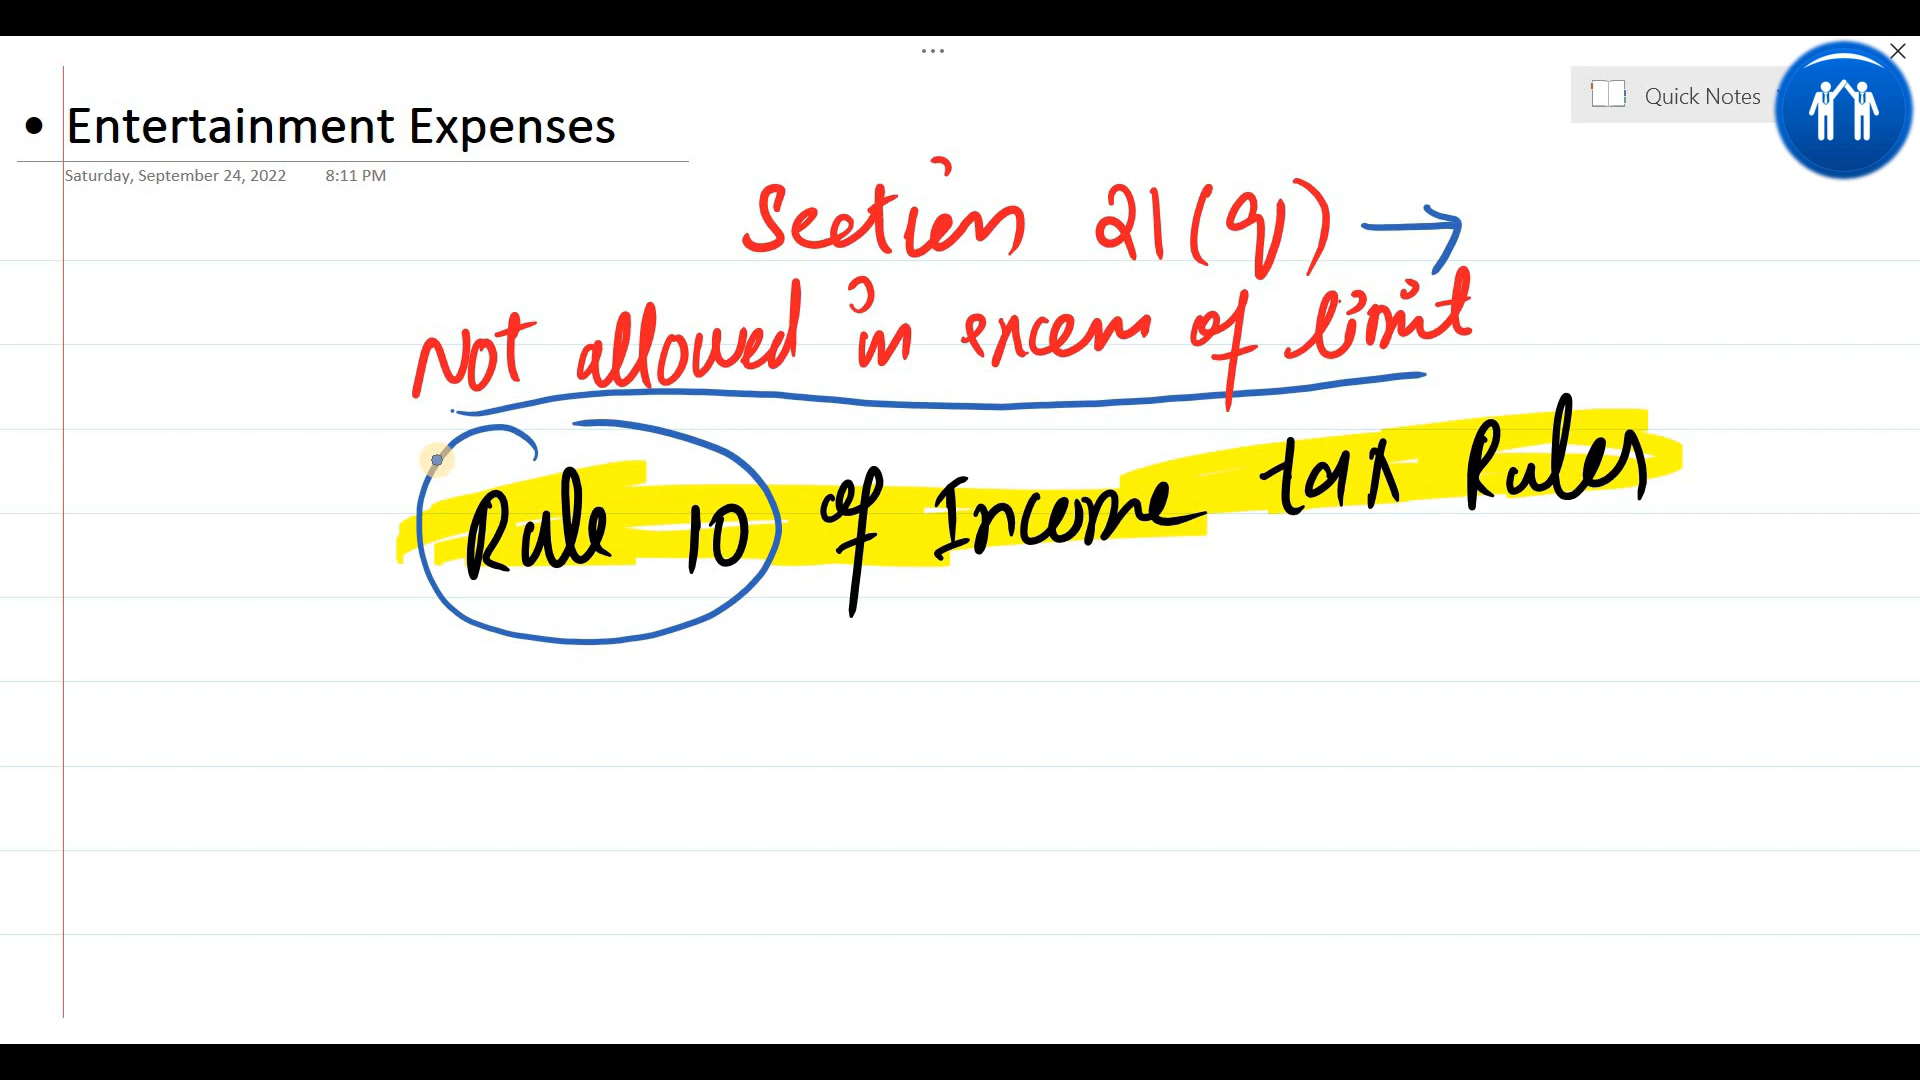 • Entertainment Expenses
Quick Notes
Saturday, September 24, 2022 8:11 PM
Section 21(q) →
Not allowed in excess of limit
Rule 10 of Income tax Rules